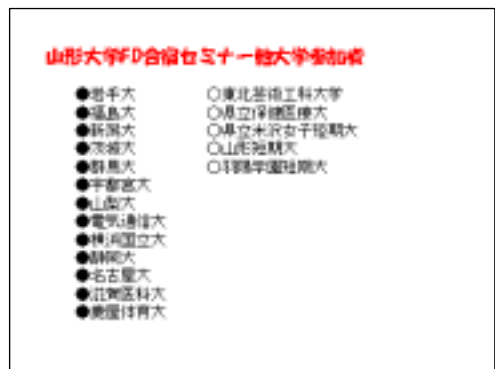 山形大学FD合宿セミナー他大学参加者
●岩手大
●福島大
●新潟大
●茨城大
●群馬大
●宇都宮大
●山梨大
●電気通信大
●横浜国立大
●静岡大
●名古屋大
●滋賀医科大
●鹿屋体育大
○東北芸術工科大学
○県立保健医療大
○県立米沢女子短期大
○山形短期大
○羽陽学園短期大